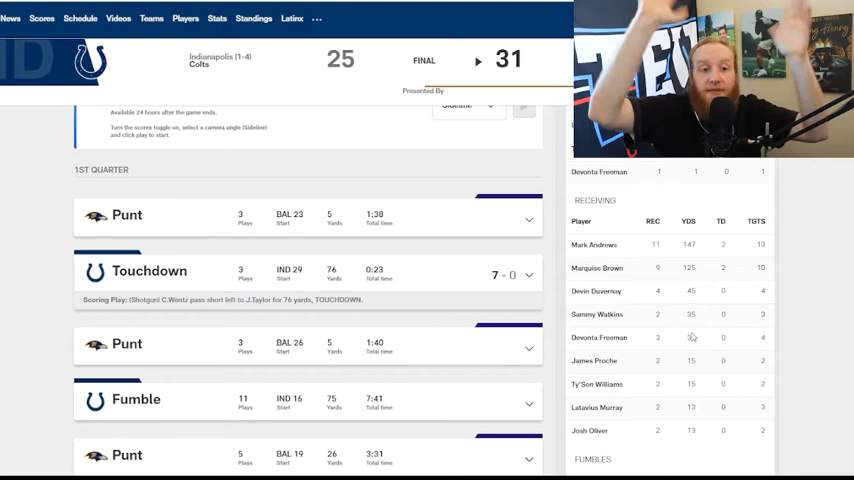 News Scores Schedule Videos Teams Players Stats Standings Latinx ...
Indianapolis (1-4)
Colts
25
FINAL
31
Presented By
Available 24 hours after the game ends.
Turn the scores toggle on, select a camera angle (Sideline)
and click play to start.
Sideline
1ST QUARTER
Punt 3 BAL 23 5 1:38
Plays Start Yards Total time
Touchdown 3 IND 29 76 0:23 7 - 0
Plays Start Yards Total time
Scoring Play: (Shotgun) C.Wentz pass short left to J.Taylor for 76 yards, TOUCHDOWN.
Punt 3 BAL 26 5 1:40
Plays Start Yards Total time
Fumble 11 IND 16 75 7:41
Plays Start Yards Total time
Punt 5 BAL 19 26 3:31
Plays Start Yards Total time
Devonta Freeman 1 1 0 1
RECEIVING
Player REC YDS TD TGTS
Mark Andrews 11 147 2 13
Marquise Brown 9 125 2 10
Devin Duvernay 4 45 0 4
Sammy Watkins 2 35 0 3
Devonta Freeman 3 0 4
James Proche 2 15 0 2
Ty'Son Williams 2 15 0 2
Latavius Murray 2 13 0 3
Josh Oliver 2 13 0 2
FUMBLES